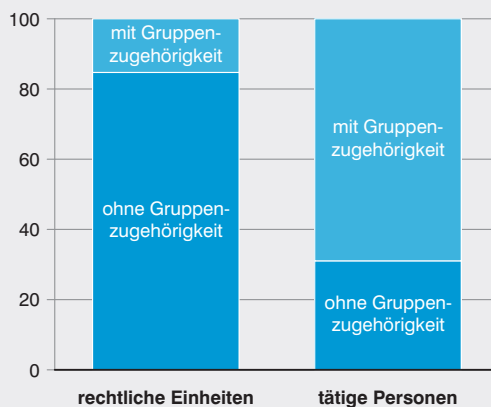 100
80
60
40
20
0
mit Gruppen-
zugehörigkeit
ohne Gruppen-
zugehörigkeit
mit Gruppen-
zugehörigkeit
ohne Gruppen-
zugehörigkeit
rechtliche Einheiten
tätige Personen